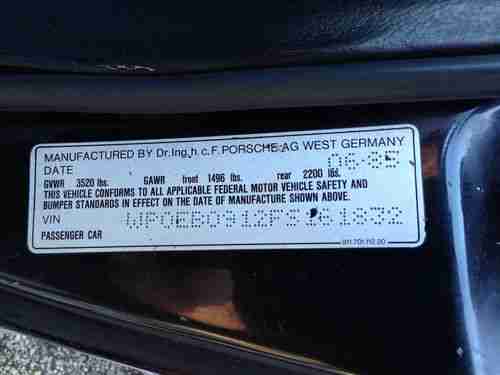 MANUFACTURED BY Dr.Ing.h.c.F.PORSCHE AG WEST GERMANY
DATE 06-85
GVWR 3520 lbs. GAWR front 1496 lbs. rear 2200 lbs.
THIS VEHICLE CONFORMS TO ALL APPLICABLE FEDERAL MOTOR VEHICLE SAFETY AND
BUMPER STANDARDS IN EFFECT ON THE DATE OF MANUFACTURE SHOWN ABOVE.
VIN WP0EB0912FS161832
PASSENGER CAR